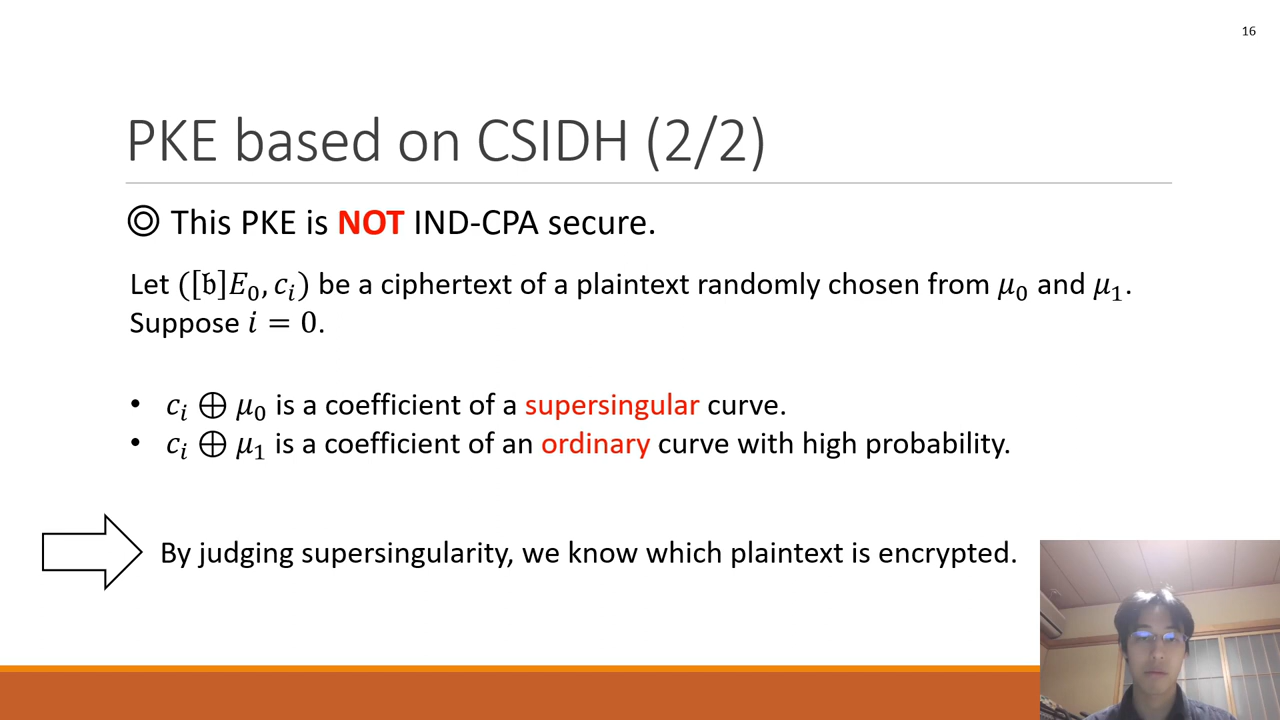 16
PKE based on CSIDH (2/2)
◎ This PKE is NOT IND-CPA secure.
Let ([𝔟]E₀, cᵢ) be a ciphertext of a plaintext randomly chosen from μ₀ and μ₁.
Suppose i = 0.
• cᵢ ⊕ μ₀ is a coefficient of a supersingular curve.
• cᵢ ⊕ μ₁ is a coefficient of an ordinary curve with high probability.
By judging supersingularity, we know which plaintext is encrypted.